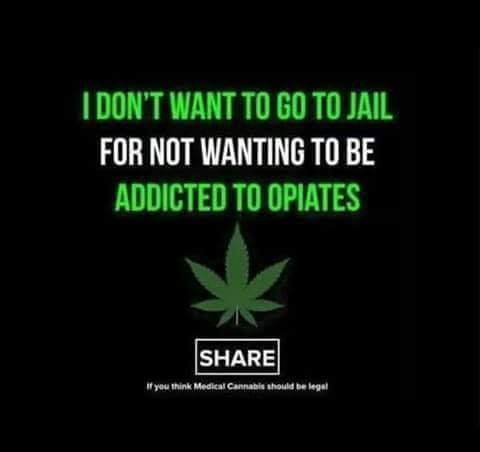 I DON'T WANT TO GO TO JAIL
FOR NOT WANTING TO BE
ADDICTED TO OPIATES
SHARE
If you think Medical Cannabis should be legal